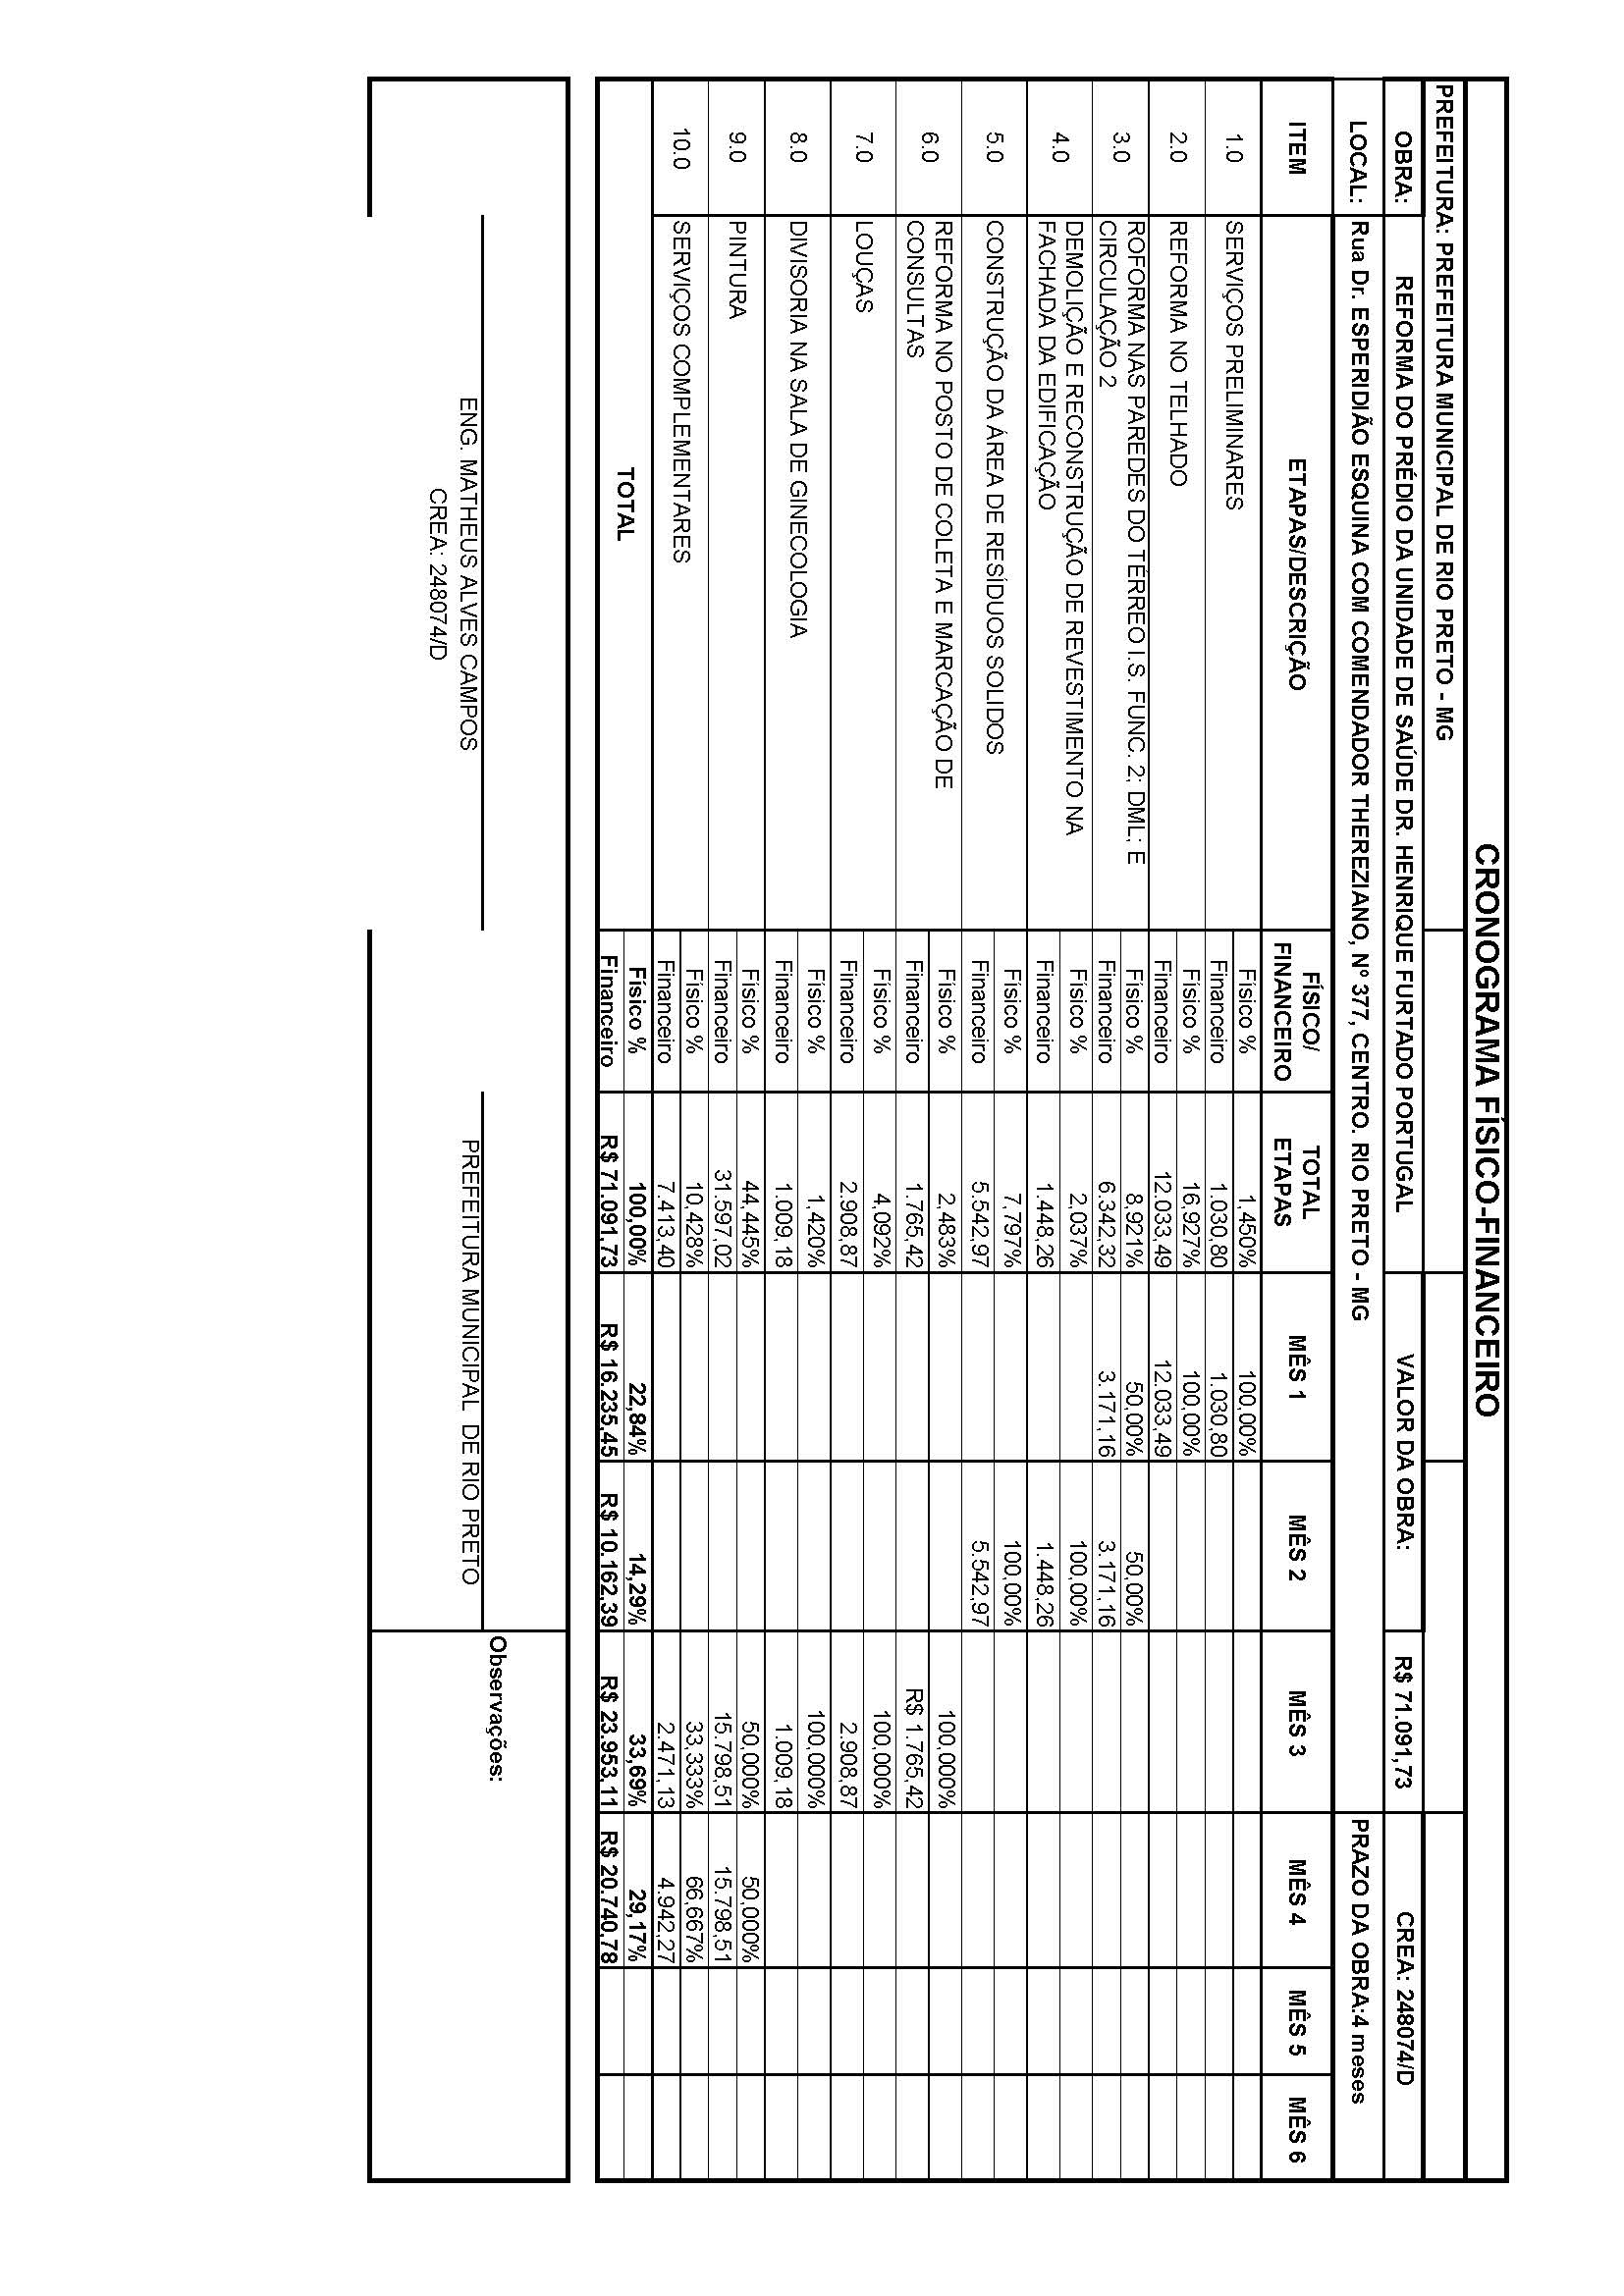 CRONOGRAMA FÍSICO-FINANCEIRO
PREFEITURA: PREFEITURA MUNICIPAL DE RIO PRETO - MG
OBRA: REFORMA DO PRÉDIO DA UNIDADE DE SAÚDE DR. HENRIQUE FURTADO PORTUGAL VALOR DA OBRA: R$ 71.091,73 CREA: 248074/D
LOCAL: Rua Dr. ESPERIDIÃO ESQUINA COM COMENDADOR THEREZIANO, Nº 377, CENTRO. RIO PRETO - MG PRAZO DA OBRA:4 meses
ITEM ETAPAS/DESCRIÇÃO FÍSICO/ FINANCEIRO TOTAL ETAPAS MÊS 1 MÊS 2 MÊS 3 MÊS 4 MÊS 5 MÊS 6
1.0 SERVIÇOS PRELIMINARES Físico % 1,450% 100,00%
Financeiro 1.030,80 1.030,80
2.0 REFORMA NO TELHADO Físico % 16,927% 100,00%
Financeiro 12.033,49 12.033,49
3.0 ROFORMA NAS PAREDES DO TÉRREO I.S. FUNC. 2; DML; E Físico % 8,921% 50,00% 50,00%
CIRCULAÇÃO 2 Financeiro 6.342,32 3.171,16 3.171,16
4.0 DEMOLIÇÃO E RECONSTRUÇÃO DE REVESTIMENTO NA Físico % 2,037% 100,00%
FACHADA DA EDIFICAÇÃO Financeiro 1.448,26 1.448,26
5.0 CONSTRUÇÃO DA ÁREA DE RESÍDUOS SOLIDOS Físico % 7,797% 100,00%
Financeiro 5.542,97 5.542,97
6.0 REFORMA NO POSTO DE COLETA E MARCAÇÃO DE Físico % 2,483% 100,000%
CONSULTAS Financeiro 1.765,42 R$ 1.765,42
7.0 LOUÇAS Físico % 4,092% 100,000%
Financeiro 2.908,87 2.908,87
8.0 DIVISORIA NA SALA DE GINECOLOGIA Físico % 1,420% 100,000%
Financeiro 1.009,18 1.009,18
9.0 PINTURA Físico % 44,445% 50,000% 50,000%
Financeiro 31.597,02 15.798,51 15.798,51
10.0 SERVIÇOS COMPLEMENTARES Físico % 10,428% 33,333% 66,667%
Financeiro 7.413,40 2.471,13 4.942,27
TOTAL Físico % 100,00% 22,84% 14,29% 33,69% 29,17%
Financeiro R$ 71.091,73 R$ 16.235,45 R$ 10.162,39 R$ 23.953,11 R$ 20.740,78
Observações:
ENG. MATHEUS ALVES CAMPOS PREFEITURA MUNICIPAL DE RIO PRETO
CREA: 248074/D